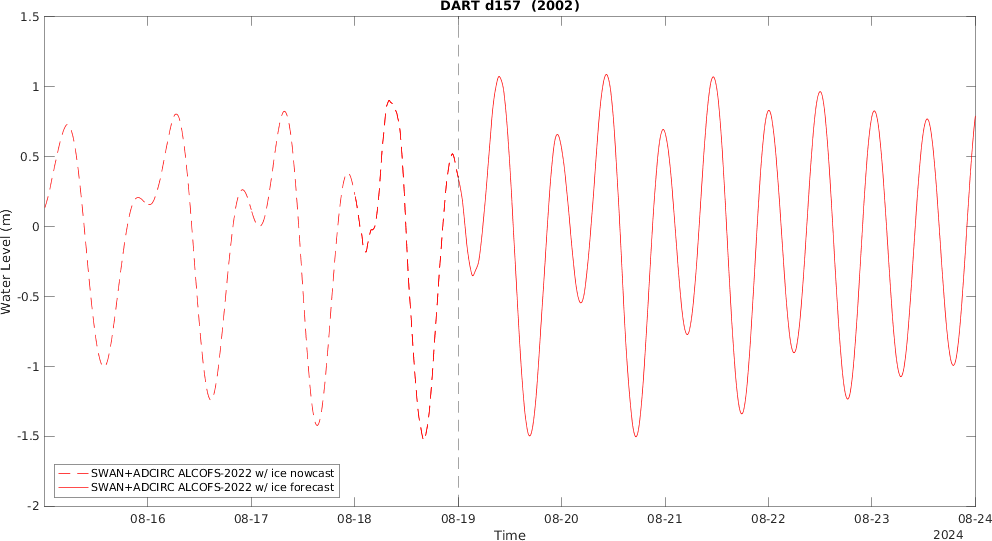 DART d157 (2002)
1.5
1
0.5
0
-0.5
-1
-1.5
-2
Water Level (m)
SWAN+ADCIRC ALCOFS-2022 w/ ice nowcast
SWAN+ADCIRC ALCOFS-2022 w/ ice forecast
08-16 08-17 08-18 08-19 08-20 08-21 08-22 08-23 08-24
Time
2024